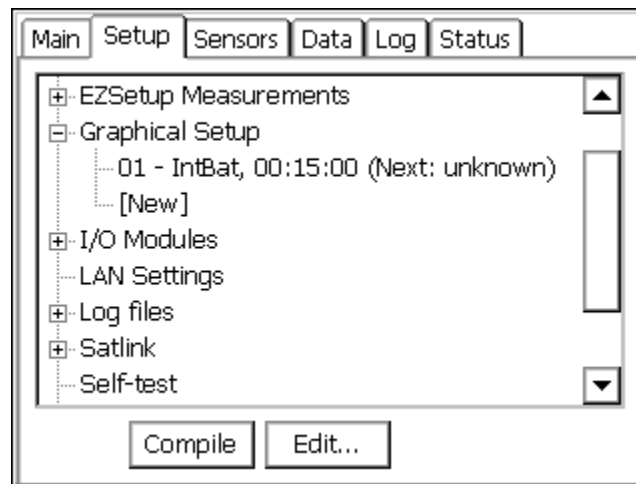 Main Setup Sensors Data Log Status
EZSetup Measurements
Graphical Setup
01 - IntBat, 00:15:00 (Next: unknown)
[New]
I/O Modules
LAN Settings
Log files
Satlink
Self-test
Compile Edit...